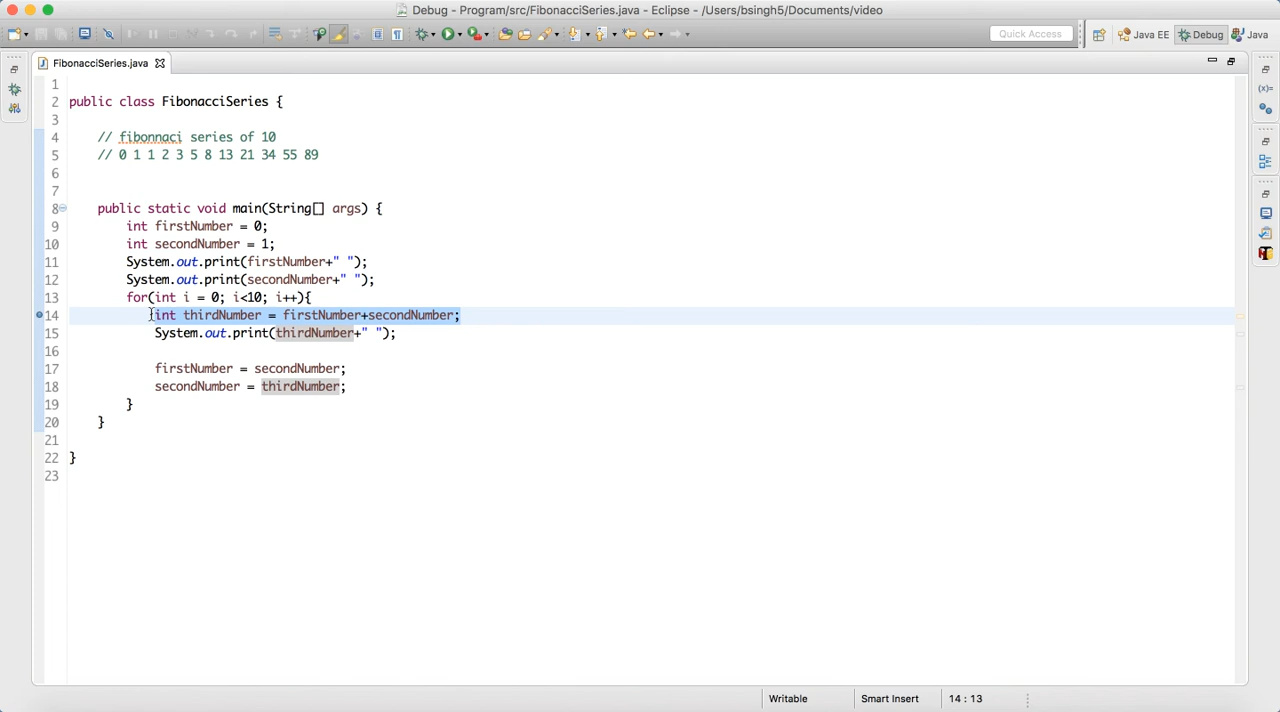 Debug - Program/src/FibonacciSeries.java - Eclipse - /Users/bsingh5/Documents/video
Quick Access
Java EE
Debug
Java
FibonacciSeries.java
1
2 public class FibonacciSeries {
3
4 // fibonnaci series of 10
5 // 0 1 1 2 3 5 8 13 21 34 55 89
6
7
8 public static void main(String[] args) {
9 int firstNumber = 0;
10 int secondNumber = 1;
11 System.out.print(firstNumber+" ");
12 System.out.print(secondNumber+" ");
13 for(int i = 0; i<10; i++){
14 int thirdNumber = firstNumber+secondNumber;
15 System.out.print(thirdNumber+" ");
16
17 firstNumber = secondNumber;
18 secondNumber = thirdNumber;
19 }
20 }
21
22 }
23
Writable
Smart Insert
14 : 13